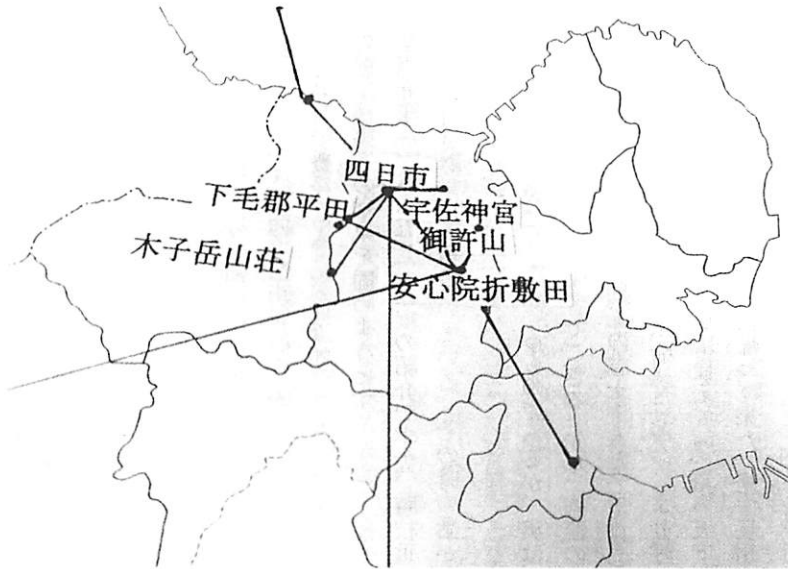 四日市
下毛郡平田
宇佐神宮
御許山
木子岳山荘
安心院折敷田